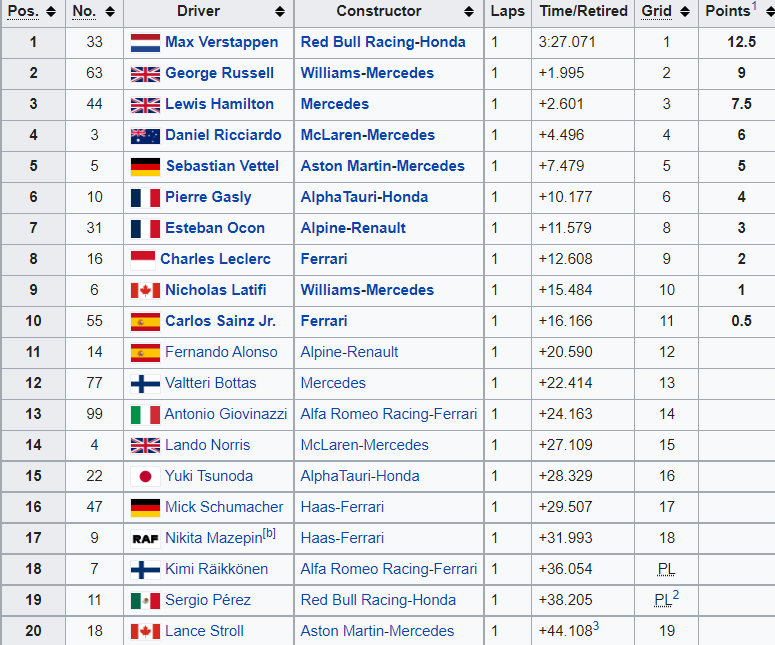 Pos. No. Driver Constructor Laps Time/Retired Grid Points1
1 33 Max Verstappen Red Bull Racing-Honda 1 3:27.071 1 12.5
2 63 George Russell Williams-Mercedes 1 +1.995 2 9
3 44 Lewis Hamilton Mercedes 1 +2.601 3 7.5
4 3 Daniel Ricciardo McLaren-Mercedes 1 +4.496 4 6
5 5 Sebastian Vettel Aston Martin-Mercedes 1 +7.479 5 5
6 10 Pierre Gasly AlphaTauri-Honda 1 +10.177 6 4
7 31 Esteban Ocon Alpine-Renault 1 +11.579 8 3
8 16 Charles Leclerc Ferrari 1 +12.608 9 2
9 6 Nicholas Latifi Williams-Mercedes 1 +15.484 10 1
10 55 Carlos Sainz Jr. Ferrari 1 +16.166 11 0.5
11 14 Fernando Alonso Alpine-Renault 1 +20.590 12
12 77 Valtteri Bottas Mercedes 1 +22.414 13
13 99 Antonio Giovinazzi Alfa Romeo Racing-Ferrari 1 +24.163 14
14 4 Lando Norris McLaren-Mercedes 1 +27.109 15
15 22 Yuki Tsunoda AlphaTauri-Honda 1 +28.329 16
16 47 Mick Schumacher Haas-Ferrari 1 +29.507 17
17 9 RAF Nikita Mazepin[b] Haas-Ferrari 1 +31.993 18
18 7 Kimi Räikkönen Alfa Romeo Racing-Ferrari 1 +36.054 PL
19 11 Sergio Pérez Red Bull Racing-Honda 1 +38.205 PL2
20 18 Lance Stroll Aston Martin-Mercedes 1 +44.1083 19